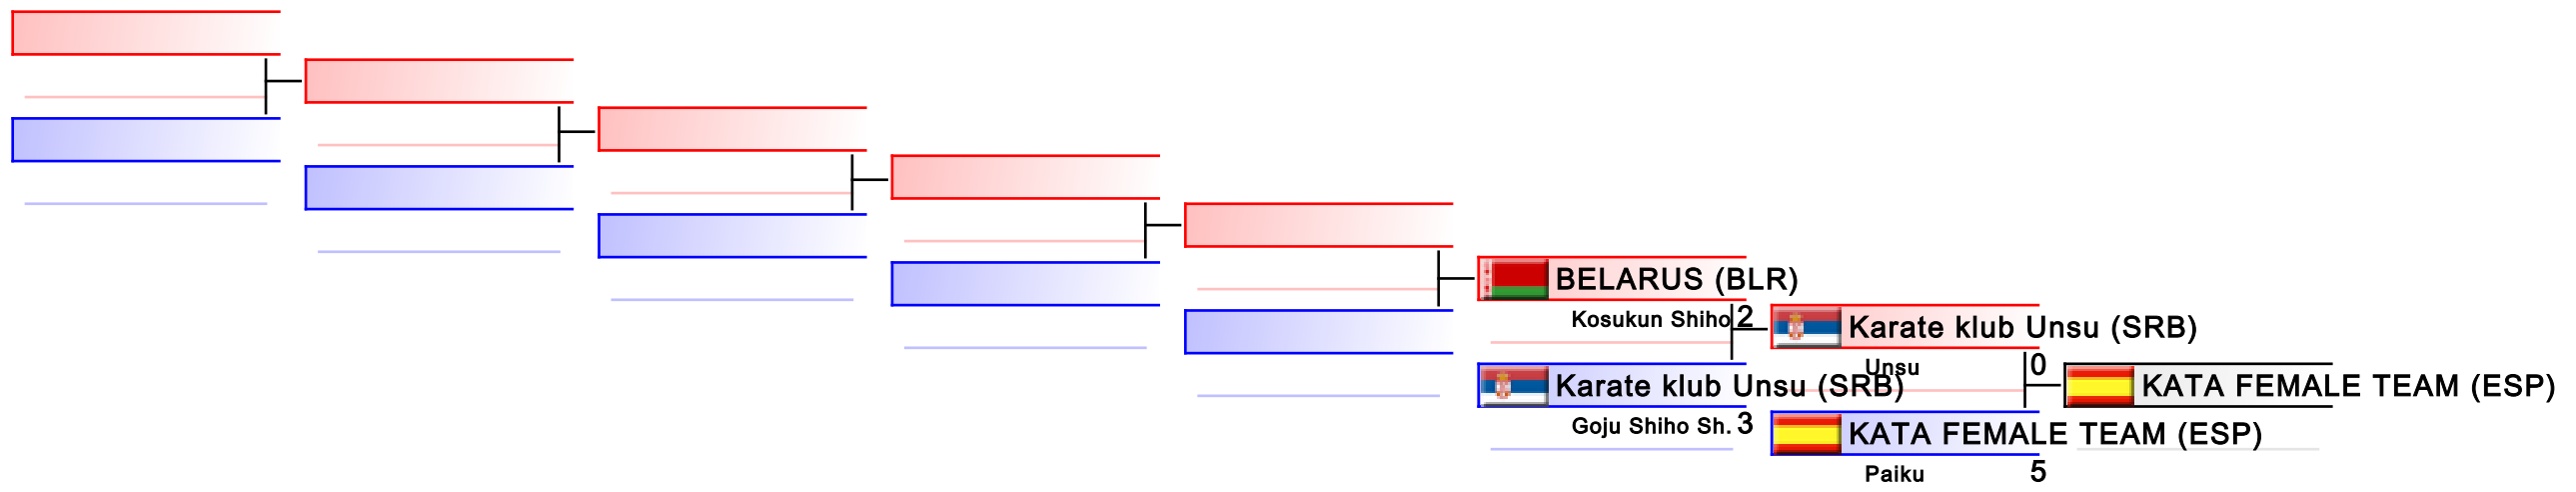 BELARUS (BLR)
Kosukun Shiho 2
Karate klub Unsu (SRB)
Goju Shiho Sh. 3
Karate klub Unsu (SRB)
Unsu 0
KATA FEMALE TEAM (ESP)
Paiku 5
KATA FEMALE TEAM (ESP)